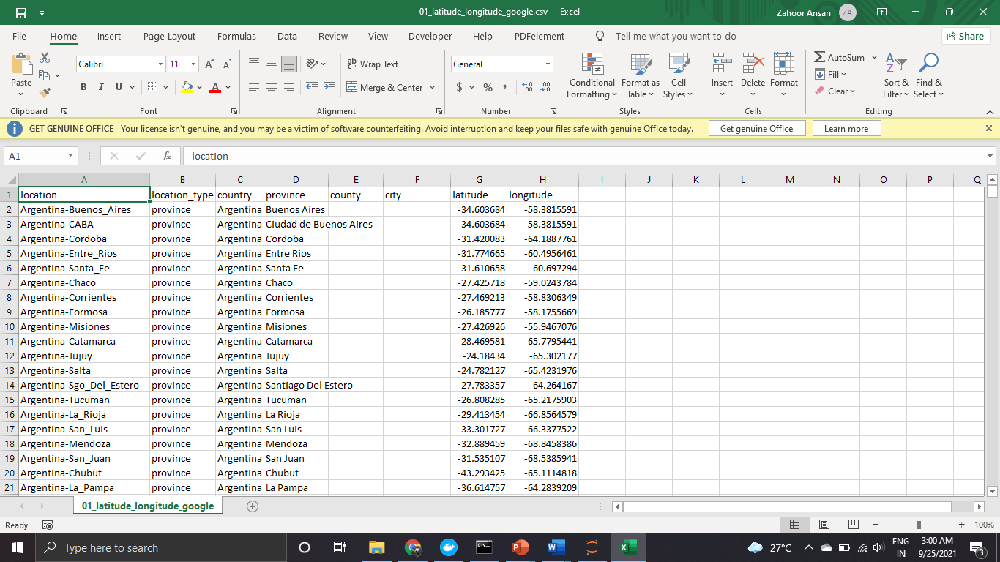 01_latitude_longitude_google.csv - Excel
Zahoor Ansari ZA
File Home Insert Page Layout Formulas Data Review View Developer Help PDFelement Tell me what you want to do Share
Paste
Calibri 11
Wrap Text
Merge & Center
General
Conditional Formatting
Format as Table
Cell Styles
Insert
Delete
Format
AutoSum
Fill
Clear
Sort & Filter
Find & Select
Clipboard Font Alignment Number Styles Cells Editing
GET GENUINE OFFICE Your license isn't genuine, and you may be a victim of software counterfeiting. Avoid interruption and keep your files safe with genuine Office today. Get genuine Office Learn more
A1 fx location
A B C D E F G H I J K L M N O P Q
1 location location_type country province county city latitude longitude
2 Argentina-Buenos_Aires province Argentina Buenos Aires -34.603684 -58.3815591
3 Argentina-CABA province Argentina Ciudad de Buenos Aires -34.603684 -58.3815591
4 Argentina-Cordoba province Argentina Cordoba -31.420083 -64.1887761
5 Argentina-Entre_Rios province Argentina Entre Rios -31.774665 -60.4956461
6 Argentina-Santa_Fe province Argentina Santa Fe -31.610658 -60.697294
7 Argentina-Chaco province Argentina Chaco -27.425718 -59.0243784
8 Argentina-Corrientes province Argentina Corrientes -27.469213 -58.8306349
9 Argentina-Formosa province Argentina Formosa -26.185777 -58.1755669
10 Argentina-Misiones province Argentina Misiones -27.426926 -55.9467076
11 Argentina-Catamarca province Argentina Catamarca -28.469581 -65.7795441
12 Argentina-Jujuy province Argentina Jujuy -24.18434 -65.302177
13 Argentina-Salta province Argentina Salta -24.782127 -65.4231976
14 Argentina-Sgo_Del_Estero province Argentina Santiago Del Estero -27.783357 -64.264167
15 Argentina-Tucuman province Argentina Tucuman -26.808285 -65.2175903
16 Argentina-La_Rioja province Argentina La Rioja -29.413454 -66.8564579
17 Argentina-San_Luis province Argentina San Luis -33.301727 -66.3377522
18 Argentina-Mendoza province Argentina Mendoza -32.889459 -68.8458386
19 Argentina-San_Juan province Argentina San Juan -31.535107 -68.5385941
20 Argentina-Chubut province Argentina Chubut -43.293425 -65.1114818
21 Argentina-La_Pampa province Argentina La Pampa -36.614757 -64.2839209
01_latitude_longitude_google
Ready 100%
Type here to search
27°C
ENG
IN
3:00 AM
9/25/2021
3